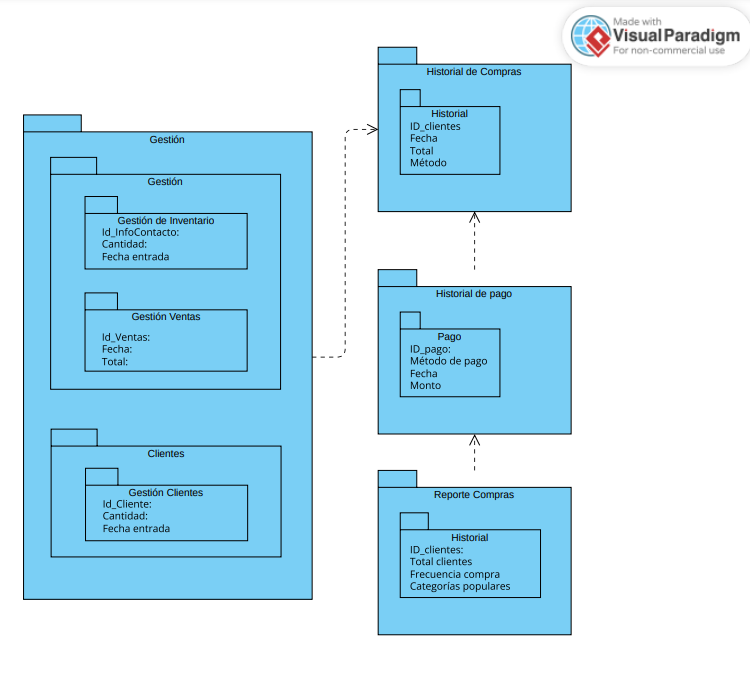 Made with
Visual Paradigm
For non-commercial use
Gestión
Gestión
Gestión de Inventario
Id_InfoContacto:
Cantidad:
Fecha entrada
Gestión Ventas
Id_Ventas:
Fecha:
Total:
Clientes
Gestión Clientes
Id_Cliente:
Cantidad:
Fecha entrada
Historial de Compras
Historial
ID_clientes
Fecha
Total
Método
Historial de pago
Pago
ID_pago:
Método de pago
Fecha
Monto
Reporte Compras
Historial
ID_clientes:
Total clientes
Frecuencia compra
Categorías populares